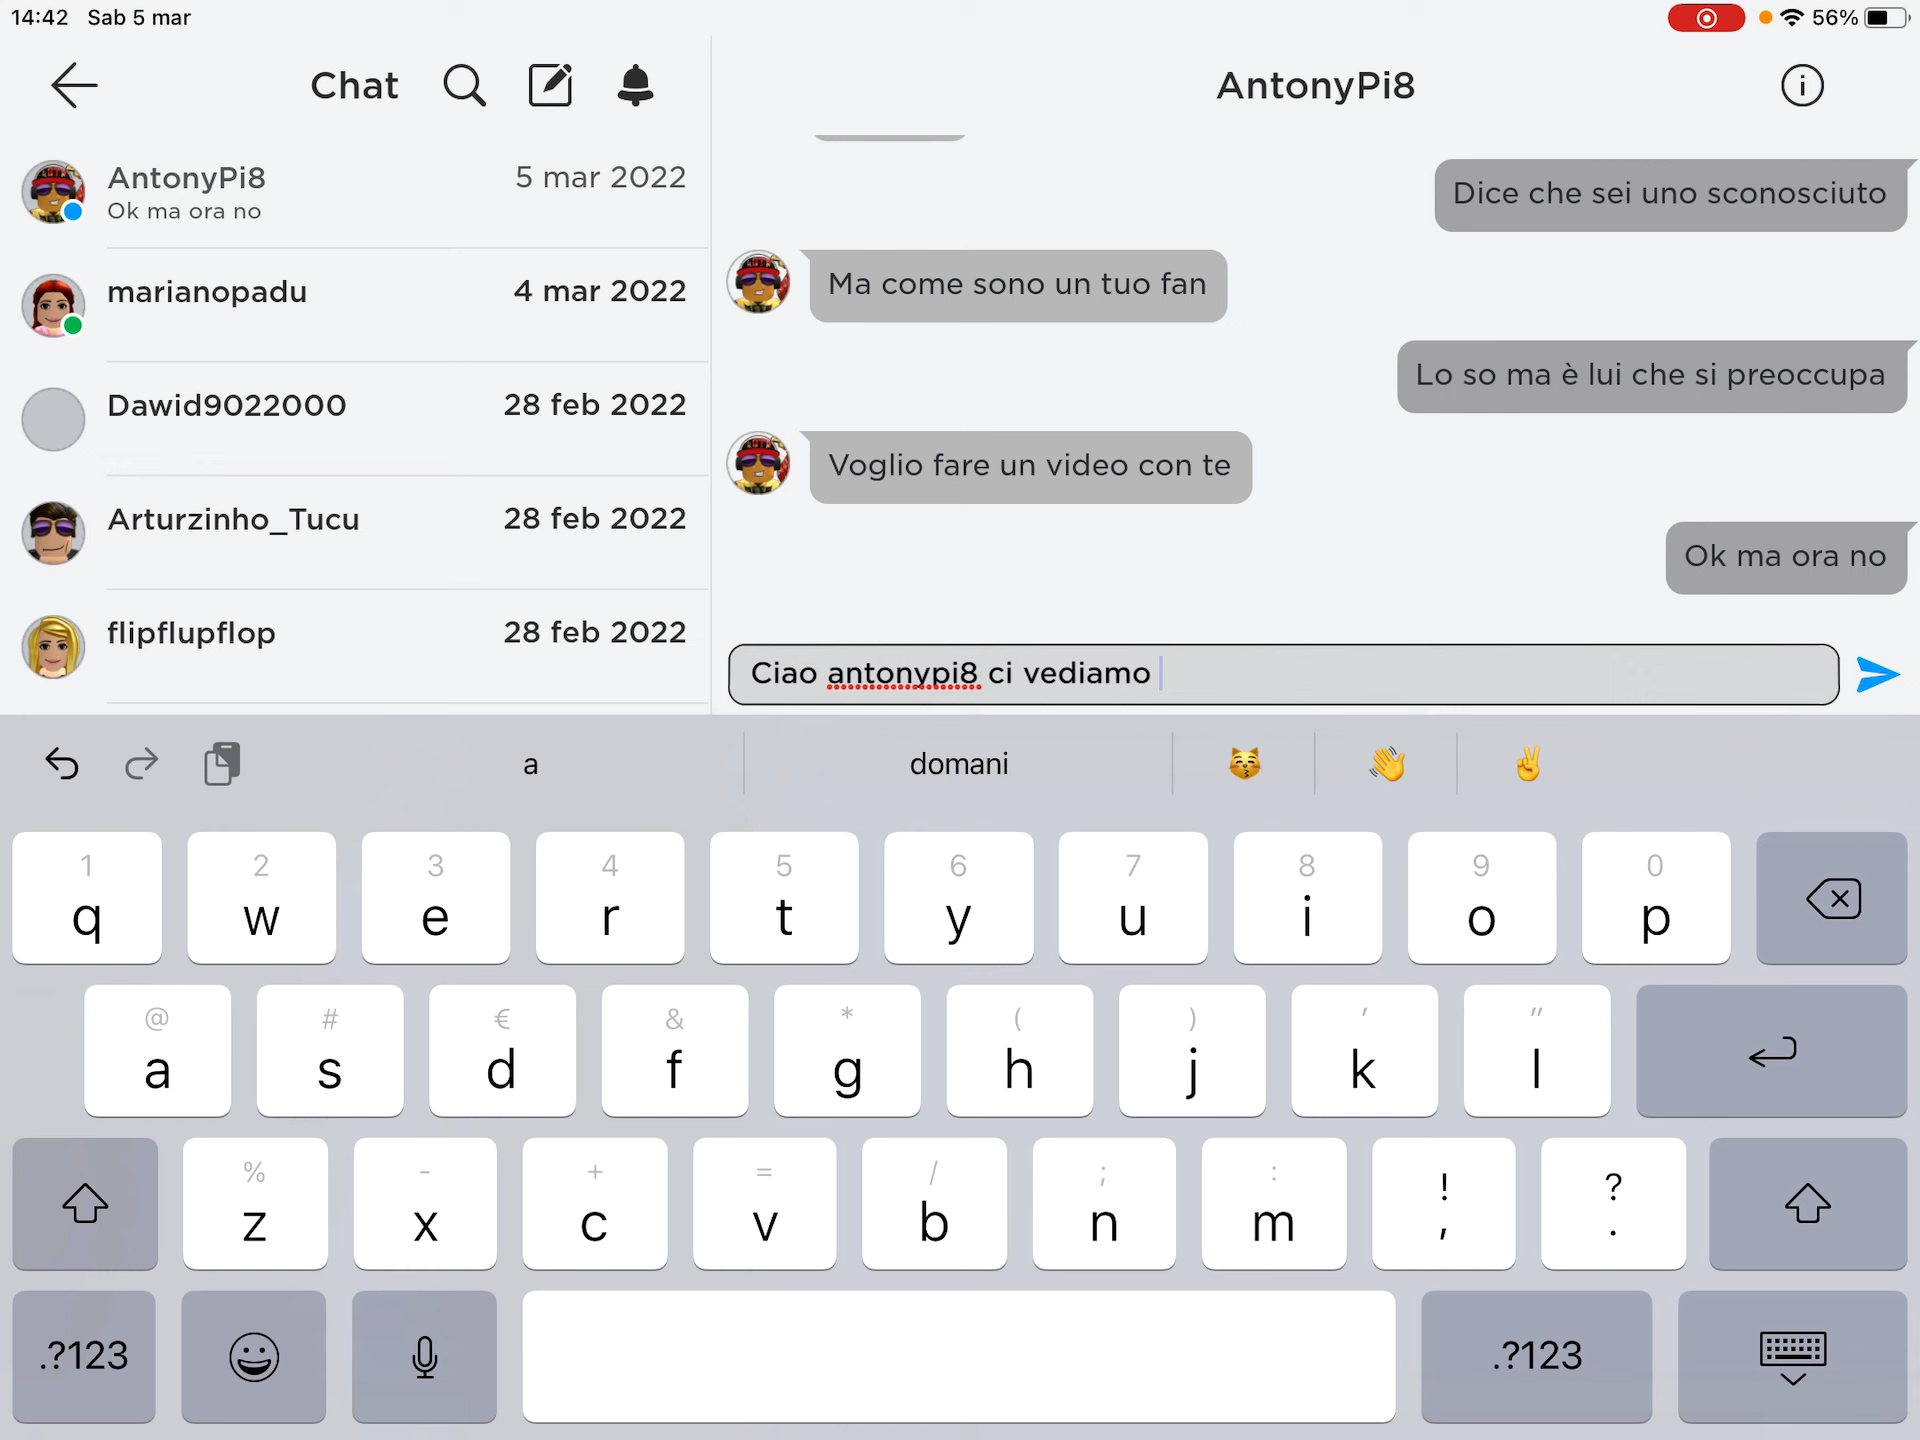 14:42 Sab 5 mar
56%
Chat
AntonyPi8
5 mar 2022
Ok ma ora no
marianopadu
4 mar 2022
Dawid9022000
28 feb 2022
Arturzinho_Tucu
28 feb 2022
flipflupflop
28 feb 2022
AntonyPi8
Dice che sei uno sconosciuto
Ma come sono un tuo fan
Lo so ma è lui che si preoccupa
Voglio fare un video con te
Ok ma ora no
Ciao antonypi8 ci vediamo
a
domani
1 2 3 4 5 6 7 8 9 0
q w e r t y u i o p
@ # € & * ( ) ' "
a s d f g h j k l
% - + = / ; : ! ?
z x c v b n m , .
.?123
.?123